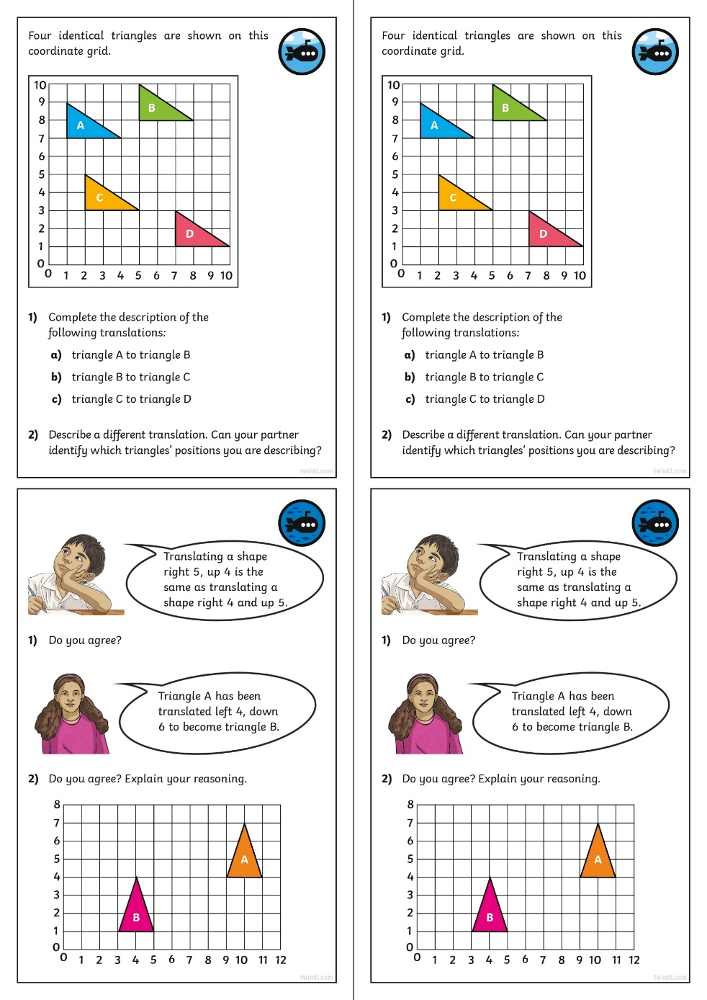 Four identical triangles are shown on this
coordinate grid.
10
9
8
7
6
5
4
3
2
1
0
A
B
C
D
0 1 2 3 4 5 6 7 8 9 10
1) Complete the description of the
following translations:
a) triangle A to triangle B
b) triangle B to triangle C
c) triangle C to triangle D
2) Describe a different translation. Can your partner
identify which triangles' positions you are describing?
twinkl.com
Four identical triangles are shown on this
coordinate grid.
10
9
8
7
6
5
4
3
2
1
0
A
B
C
D
0 1 2 3 4 5 6 7 8 9 10
1) Complete the description of the
following translations:
a) triangle A to triangle B
b) triangle B to triangle C
c) triangle C to triangle D
2) Describe a different translation. Can your partner
identify which triangles' positions you are describing?
twinkl.com
Translating a shape
right 5, up 4 is the
same as translating a
shape right 4 and up 5.
1) Do you agree?
Triangle A has been
translated left 4, down
6 to become triangle B.
2) Do you agree? Explain your reasoning.
8
7
6
5
4
3
2
1
0
A
B
0 1 2 3 4 5 6 7 8 9 10 11 12
twinkl.com
Translating a shape
right 5, up 4 is the
same as translating a
shape right 4 and up 5.
1) Do you agree?
Triangle A has been
translated left 4, down
6 to become triangle B.
2) Do you agree? Explain your reasoning.
8
7
6
5
4
3
2
1
0
A
B
0 1 2 3 4 5 6 7 8 9 10 11 12
twinkl.com